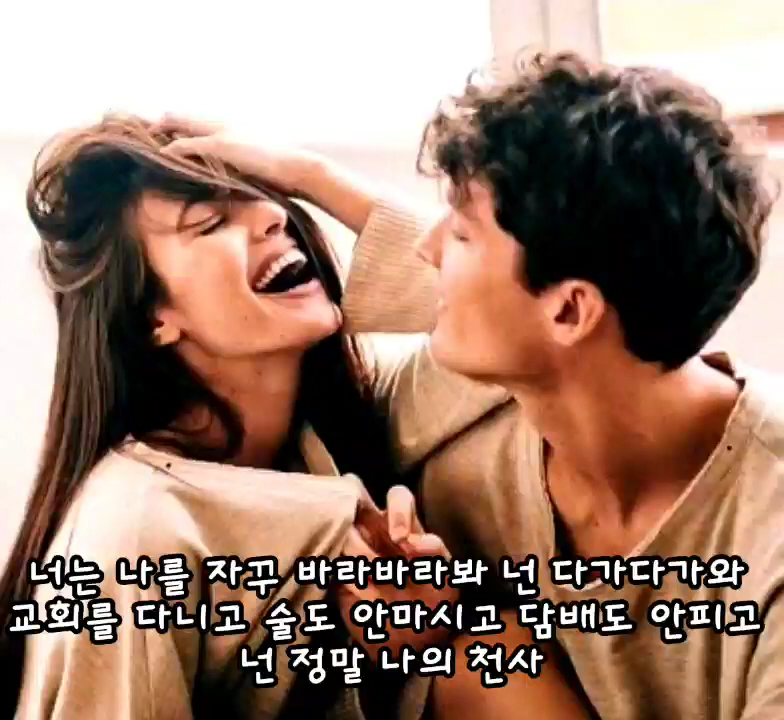 너는 나를 자꾸 바라바라봐 넌 다가다가와
교회를 다니고 술도 안마시고 담배도 안피고
넌 정말 나의 천사